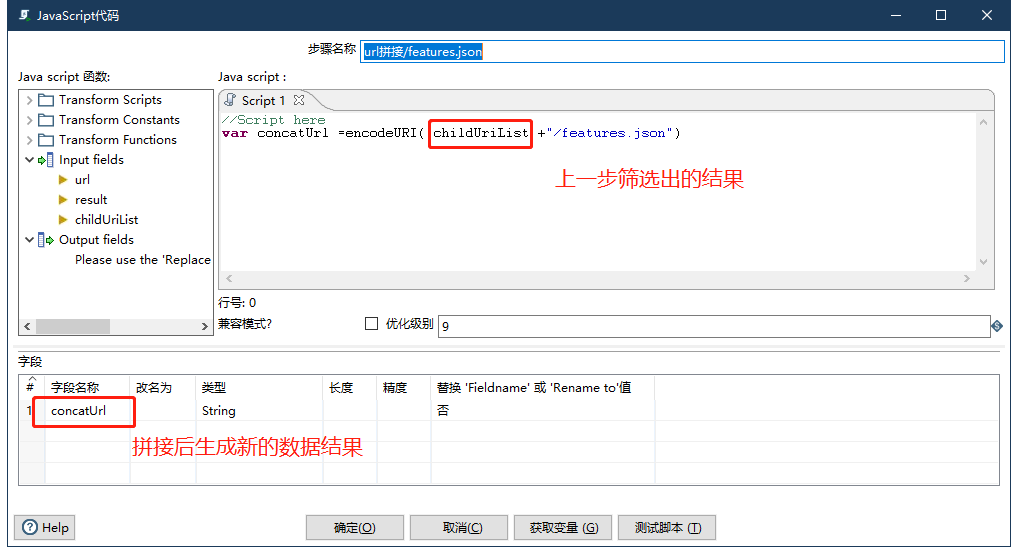 JavaScript代码
步骤名称 url拼接/features.json
Java script 函数:
Java script :
Transform Scripts
Transform Constants
Transform Functions
Input fields
url
result
childUriList
Output fields
Please use the 'Replace
Script 1
//Script here
var concatUrl =encodeURI( childUriList +"/features.json")
上一步筛选出的结果
行号: 0
兼容模式?
优化级别 9
字段
# 字段名称 改名为 类型 长度 精度 替换 'Fieldname' 或 'Rename to'值
1 concatUrl String 否
拼接后生成新的数据结果
Help 确定(O) 取消(C) 获取变量 (G) 测试脚本 (T)